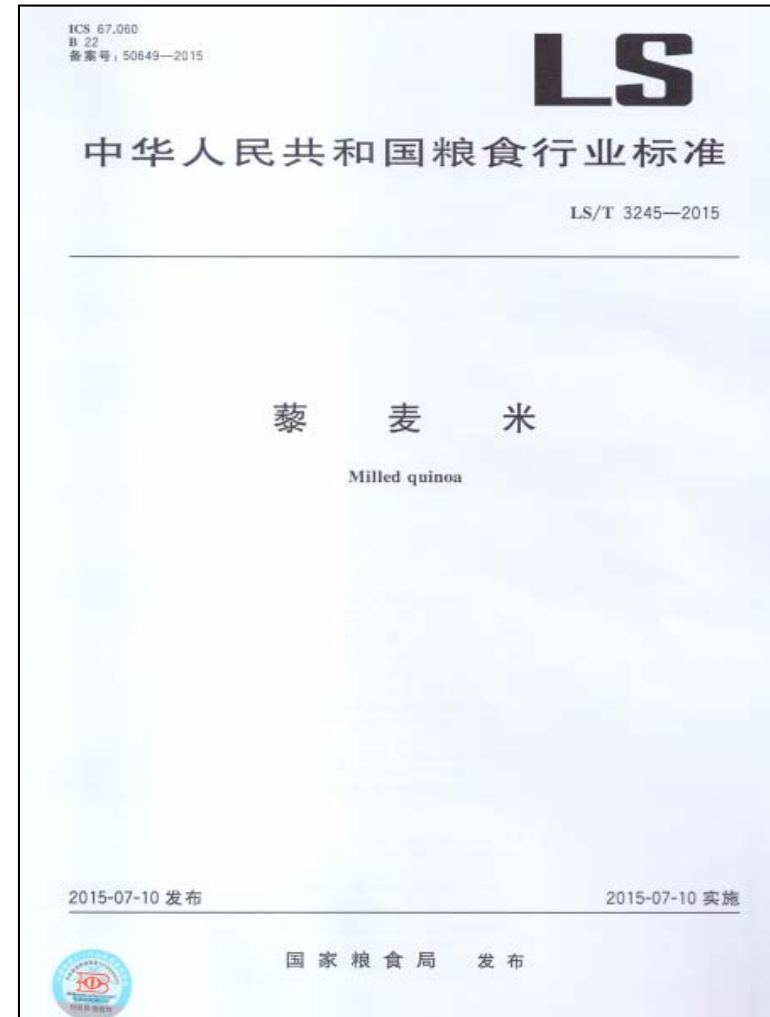 ICS 67.060
B 22
备案号:50649—2015
LS
中华人民共和国粮食行业标准
LS/T 3245—2015
藜麦米
Milled quinoa
2015-07-10 发布
2015-07-10 实施
国家粮食局 发布